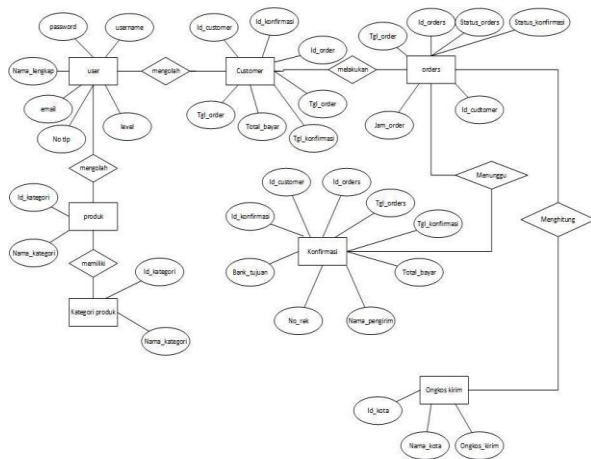 password
username
Nama_lengkap
user
email
No tlp
level
mengolah
Id_customer
Id_konfirmasi
Id_order
Customer
Tgl_order
Total_bayar
Tgl_order
Tgl_konfirmasi
melakukan
Tgl_order
Id_orders
Status_orders
Status_konfirmasi
orders
Jam_order
Id_cudtomer
mengolah
Id_kategori
produk
Nama_kategori
memiliki
Id_kategori
Kategori produk
Nama_kategori
Menunggu
Menghitung
Id_customer
Id_orders
Tgl_orders
Id_konfirmasi
Tgl_konfirmasi
Konfirmasi
Bank_tujuan
Total_bayar
No_rek
Nama_pengirim
Ongkos kirim
Id_kota
Nama_kota
Ongkos_kirim